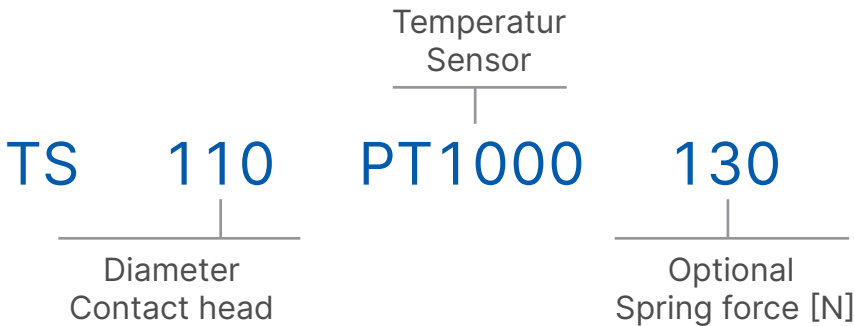 Temperatur
Sensor
TS 110 PT1000 130
Diameter
Contact head
Optional
Spring force [N]